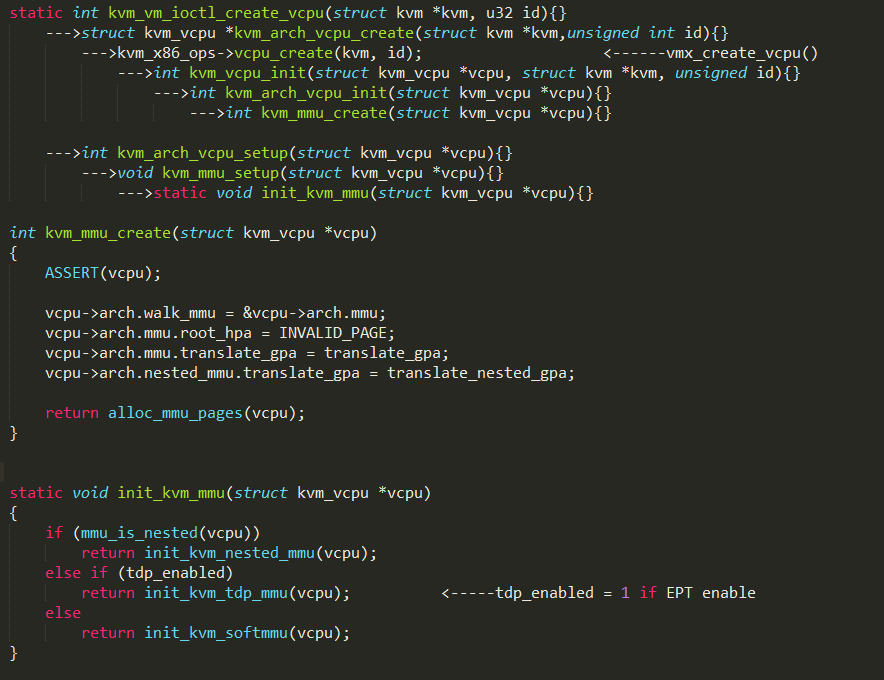 static int kvm_vm_ioctl_create_vcpu(struct kvm *kvm, u32 id){}
    --->struct kvm_vcpu *kvm_arch_vcpu_create(struct kvm *kvm,unsigned int id){}
        --->kvm_x86_ops->vcpu_create(kvm, id);                    <------vmx_create_vcpu()
            --->int kvm_vcpu_init(struct kvm_vcpu *vcpu, struct kvm *kvm, unsigned id){}
                --->int kvm_arch_vcpu_init(struct kvm_vcpu *vcpu){}
                    --->int kvm_mmu_create(struct kvm_vcpu *vcpu){}

    --->int kvm_arch_vcpu_setup(struct kvm_vcpu *vcpu){}
        --->void kvm_mmu_setup(struct kvm_vcpu *vcpu){}
            --->static void init_kvm_mmu(struct kvm_vcpu *vcpu){}

int kvm_mmu_create(struct kvm_vcpu *vcpu)
{
    ASSERT(vcpu);

    vcpu->arch.walk_mmu = &vcpu->arch.mmu;
    vcpu->arch.mmu.root_hpa = INVALID_PAGE;
    vcpu->arch.mmu.translate_gpa = translate_gpa;
    vcpu->arch.nested_mmu.translate_gpa = translate_nested_gpa;

    return alloc_mmu_pages(vcpu);
}

static void init_kvm_mmu(struct kvm_vcpu *vcpu)
{
    if (mmu_is_nested(vcpu))
        return init_kvm_nested_mmu(vcpu);
    else if (tdp_enabled)
        return init_kvm_tdp_mmu(vcpu);          <-----tdp_enabled = 1 if EPT enable
    else
        return init_kvm_softmmu(vcpu);
}